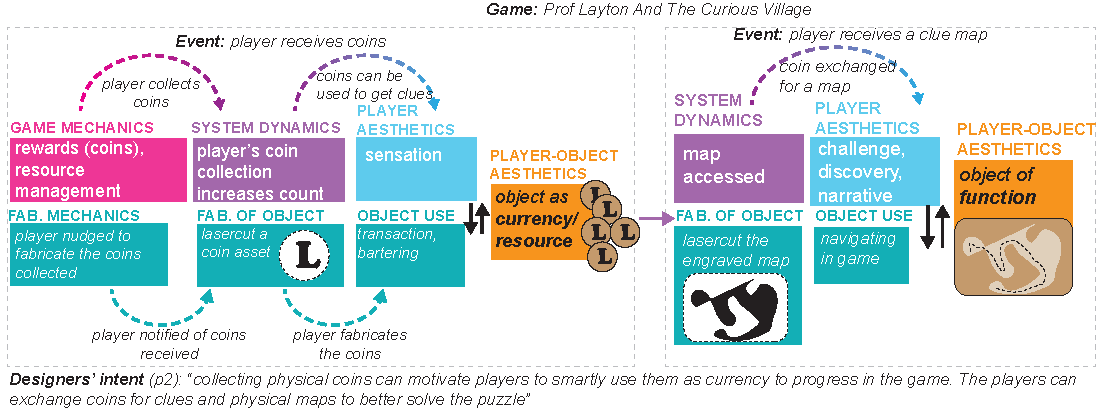 Game: Prof Layton And The Curious Village
Event: player receives coins
player collects
coins
coins can be
used to get clues
GAME MECHANICS
rewards (coins),
resource
management
SYSTEM DYNAMICS
player's coin
collection
increases count
PLAYER
AESTHETICS
sensation
PLAYER-OBJECT
AESTHETICS
object as
currency/
resource
L
L
L
L
L
FAB. MECHANICS
player nudged to
fabricate the coins
collected
FAB. OF OBJECT
lasercut a
coin asset
L
OBJECT USE
transaction,
bartering
player notified of coins
received
player fabricates
the coins
Event: player receives a clue map
coin exchanged
for a map
SYSTEM
DYNAMICS
map
accessed
PLAYER
AESTHETICS
challenge,
discovery,
narrative
PLAYER-OBJECT
AESTHETICS
object of
function
FAB. OF OBJECT
lasercut the
engraved map
OBJECT USE
navigating
in game
Designers' intent (p2): “collecting physical coins can motivate players to smartly use them as currency to progress in the game. The players can
exchange coins for clues and physical maps to better solve the puzzle”